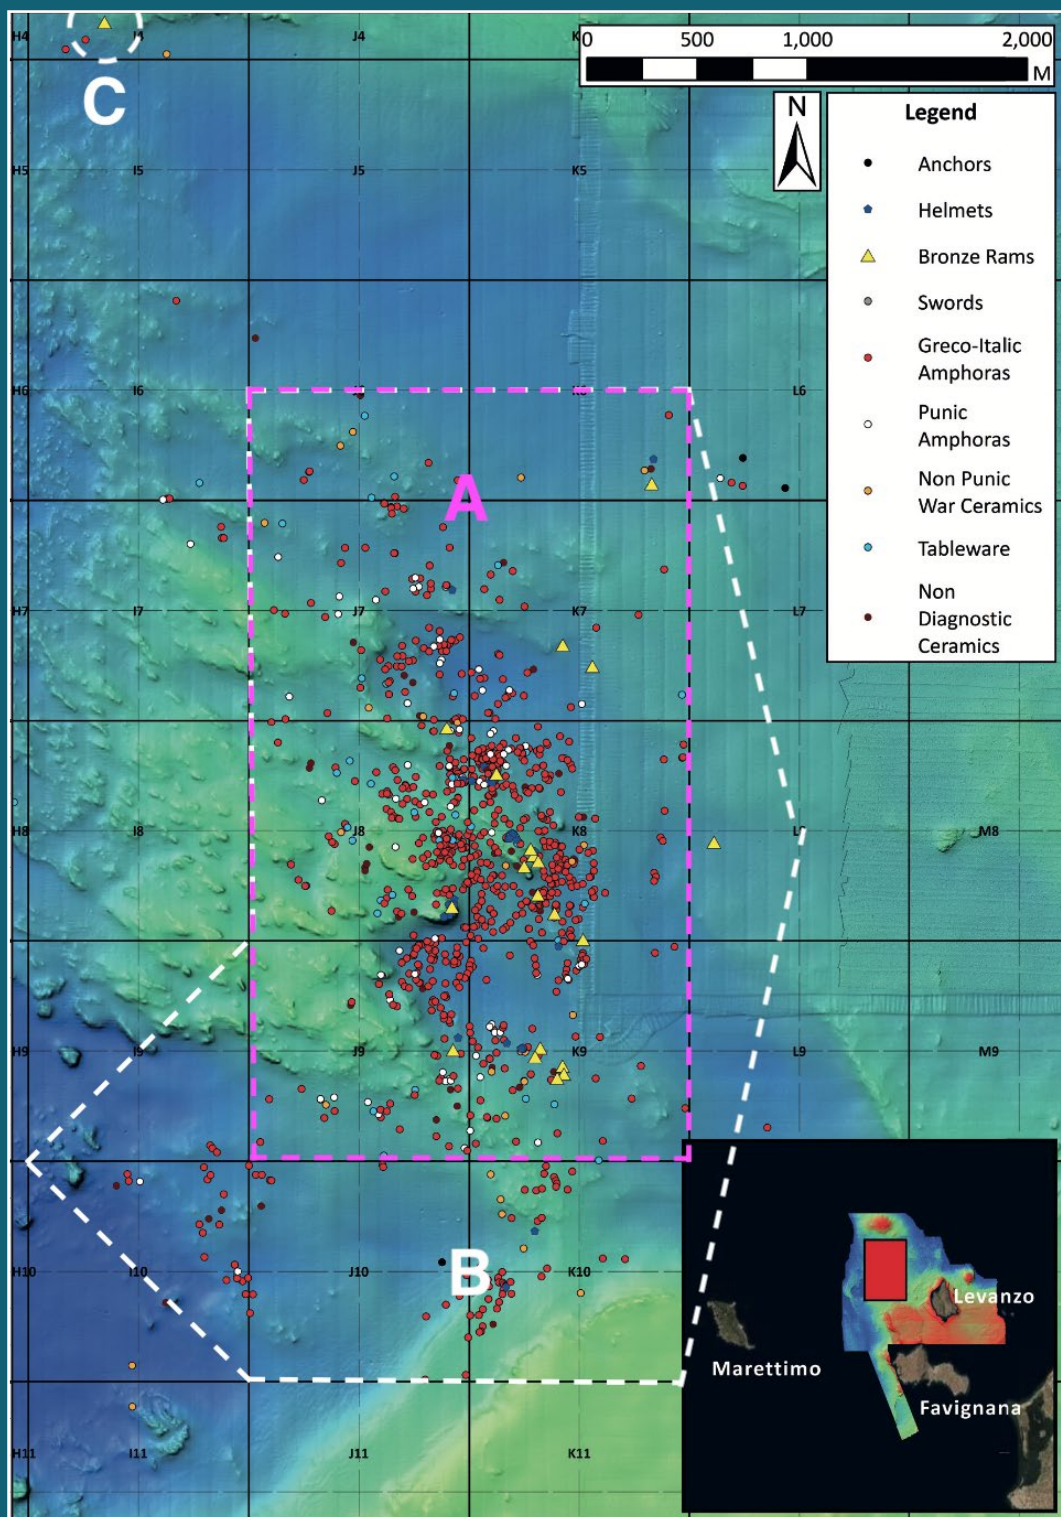 H4
I4
J4
K
C
0
500
1,000
2,000
M
N
Legend
Anchors
Helmets
Bronze Rams
Swords
Greco-Italic
Amphoras
Punic
Amphoras
Non Punic
War Ceramics
Tableware
Non
Diagnostic
Ceramics
H5
I5
J5
K5
H6
I6
K6
L6
A
H7
I7
J7
K7
L7
H8
I8
J8
K8
L
M8
H9
I9
J9
K9
L9
M9
H10
I10
J10
B
K10
Levanzo
Marettimo
Favignana
H11
I11
J11
K11